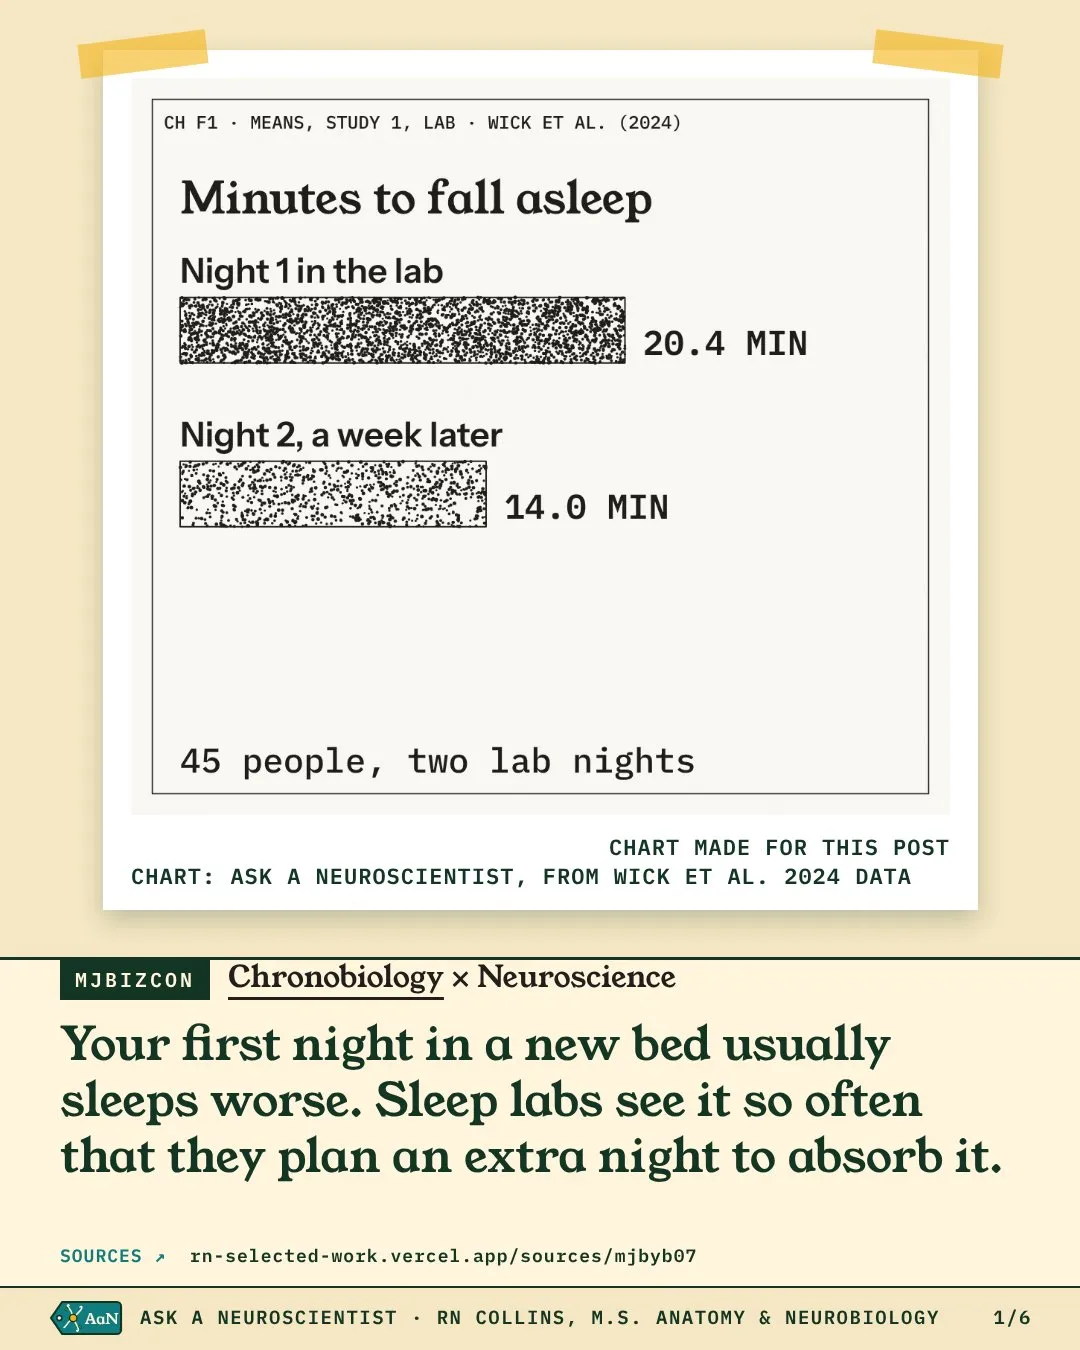 CH F1 · MEANS, STUDY 1, LAB · WICK ET AL. (2024)
Minutes to fall asleep
Night 1 in the lab
20.4 MIN
Night 2, a week later
14.0 MIN
45 people, two lab nights
CHART MADE FOR THIS POST
CHART: ASK A NEUROSCIENTIST, FROM WICK ET AL. 2024 DATA
MJBIZCON Chronobiology × Neuroscience
Your first night in a new bed usually
sleeps worse. Sleep labs see it so often
that they plan an extra night to absorb it.
SOURCES ↗ rn-selected-work.vercel.app/sources/mjbyb07
AaN ASK A NEUROSCIENTIST · RN COLLINS, M.S. ANATOMY & NEUROBIOLOGY 1/6